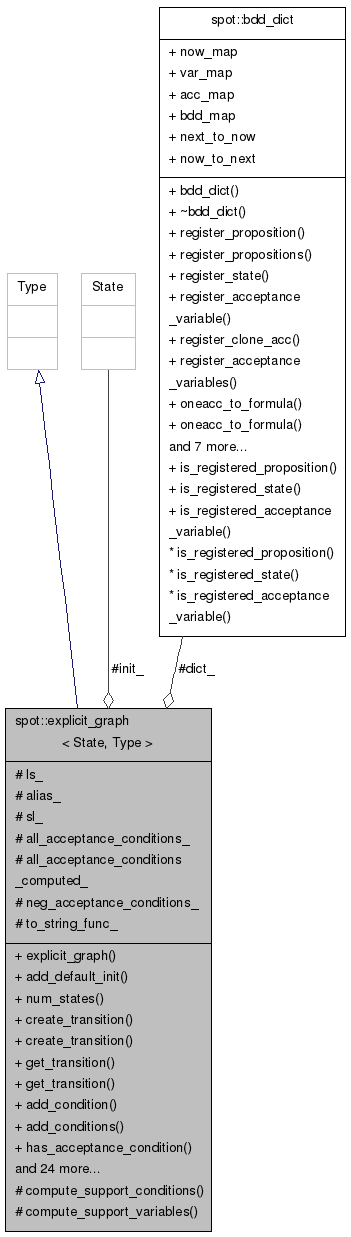 spot::bdd_dict
+ now_map
+ var_map
+ acc_map
+ bdd_map
+ next_to_now
+ now_to_next
+ bdd_dict()
+ ~bdd_dict()
+ register_proposition()
+ register_propositions()
+ register_state()
+ register_acceptance
_variable()
+ register_clone_acc()
+ register_acceptance
_variables()
+ oneacc_to_formula()
+ oneacc_to_formula()
and 7 more...
+ is_registered_proposition()
+ is_registered_state()
+ is_registered_acceptance
_variable()
* is_registered_proposition()
* is_registered_state()
* is_registered_acceptance
_variable()
Type
State
#init_
#dict_
spot::explicit_graph
< State, Type >
# ls_
# alias_
# sl_
# all_acceptance_conditions_
# all_acceptance_conditions
_computed_
# neg_acceptance_conditions_
# to_string_func_
+ explicit_graph()
+ add_default_init()
+ num_states()
+ create_transition()
+ create_transition()
+ get_transition()
+ get_transition()
+ add_condition()
+ add_conditions()
+ has_acceptance_condition()
and 24 more...
# compute_support_conditions()
# compute_support_variables()